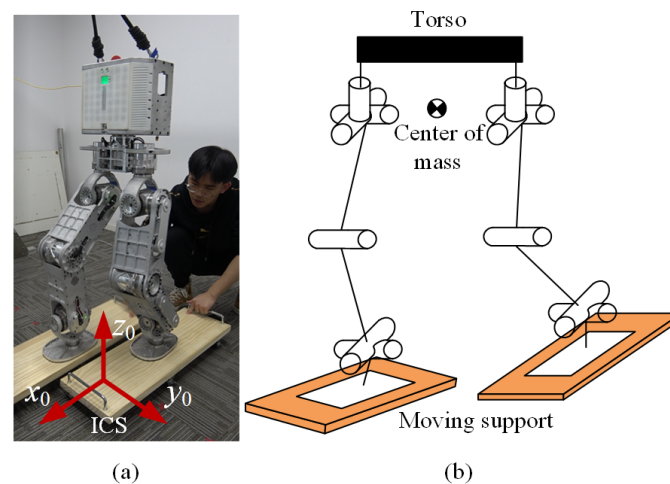 Torso
Center of
mass
z0
x0
y0
ICS
Moving support
(a)
(b)